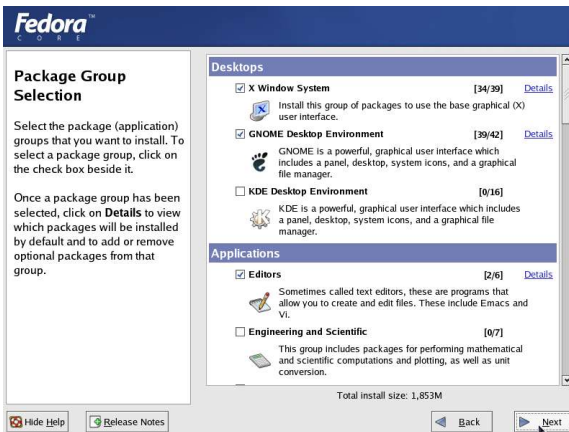 Fedora™
CORE
Package Group
Selection
Select the package (application)
groups that you want to install. To
select a package group, click on
the check box beside it.
Once a package group has been
selected, click on Details to view
which packages will be installed
by default and to add or remove
optional packages from that
group.
Desktops
X Window System [34/39] Details
Install this group of packages to use the base graphical (X)
user interface.
GNOME Desktop Environment [39/42] Details
GNOME is a powerful, graphical user interface which
includes a panel, desktop, system icons, and a graphical
file manager.
KDE Desktop Environment [0/16]
KDE is a powerful, graphical user interface which includes
a panel, desktop, system icons, and a graphical file
manager.
Applications
Editors [2/6] Details
Sometimes called text editors, these are programs that
allow you to create and edit files. These include Emacs and
Vi.
Engineering and Scientific [0/7]
This group includes packages for performing mathematical
and scientific computations and plotting, as well as unit
conversion.
Total install size: 1,853M
Hide Help Release Notes Back Next